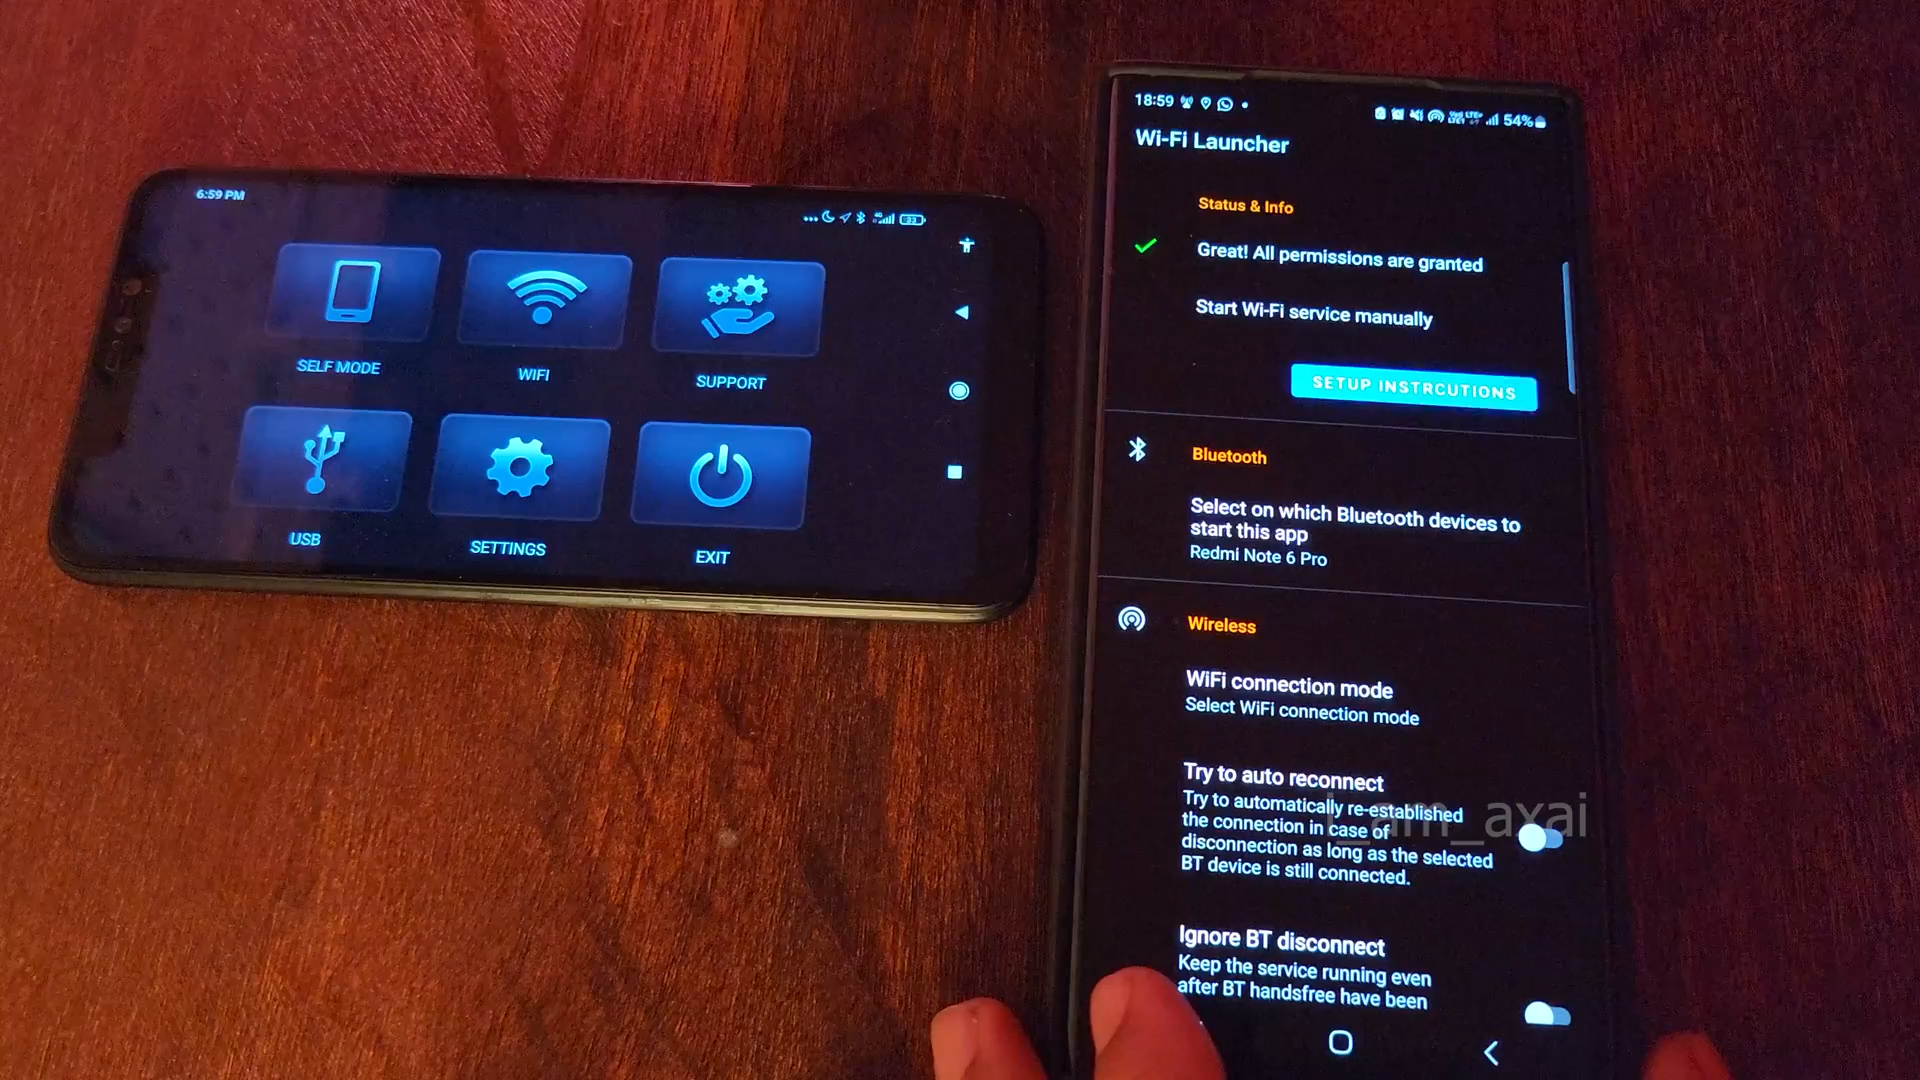 6:59 PM
33
SELF MODE
WIFI
SUPPORT
USB
SETTINGS
EXIT
18:59
54%
Wi-Fi Launcher
Status & Info
Great! All permissions are granted
Start Wi-Fi service manually
SETUP INSTRCUTIONS
Bluetooth
Select on which Bluetooth devices to
start this app
Redmi Note 6 Pro
Wireless
WiFi connection mode
Select WiFi connection mode
Try to auto reconnect
Try to automatically re-established
the connection in case of
disconnection as long as the selected
BT device is still connected.
i_am_axai
Ignore BT disconnect
Keep the service running even
after BT handsfree have been